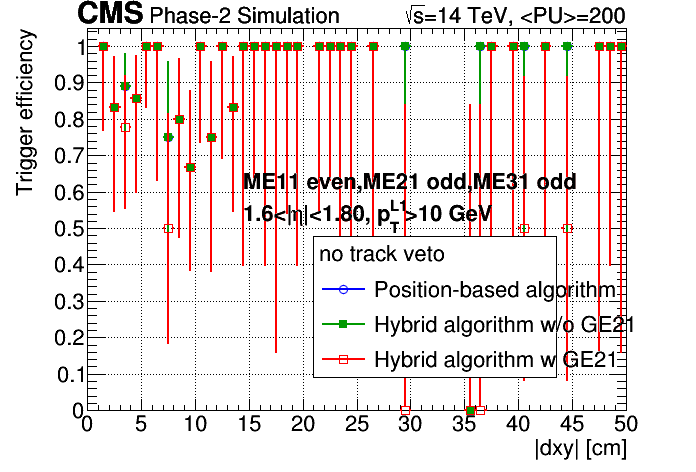 CMS Phase-2 Simulation √s=14 TeV, <PU>=200
Trigger efficiency
1
0.9
0.8
0.7
0.6
0.5
0.4
0.3
0.2
0.1
0
ME11 even,ME21 odd,ME31 odd
1.6<|η|<1.80, p_T^L1>10 GeV
no track veto
Position-based algorithm
Hybrid algorithm w/o GE21
Hybrid algorithm w GE21
0 5 10 15 20 25 30 35 40 45 50
|dxy| [cm]